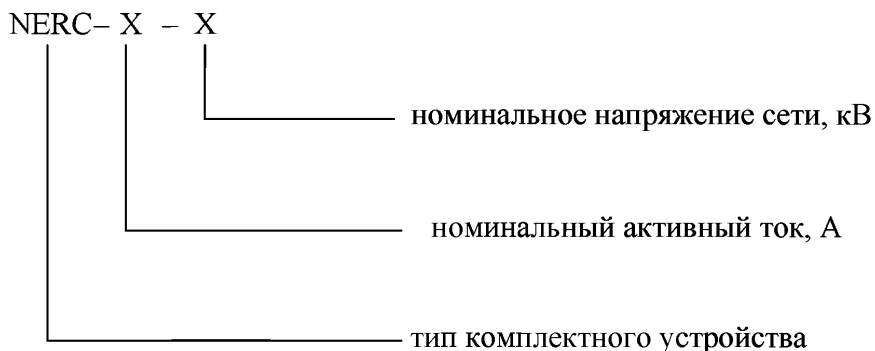 NERC– X – X
номинальное напряжение сети, кВ
номинальный активный ток, А
тип комплектного устройства